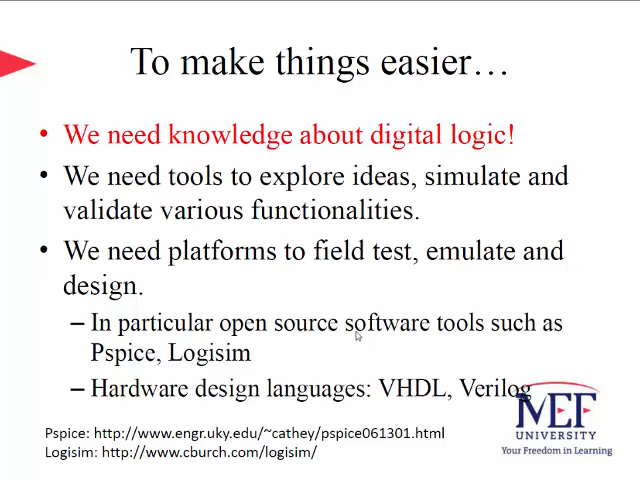 To make things easier…
• We need knowledge about digital logic!
• We need tools to explore ideas, simulate and
validate various functionalities.
• We need platforms to field test, emulate and
design.
– In particular open source software tools such as
Pspice, Logisim
– Hardware design languages: VHDL, Verilog
Pspice: http://www.engr.uky.edu/~cathey/pspice061301.html
Logisim: http://www.cburch.com/logisim/
MEF
UNIVERSITY
Your Freedom in Learning